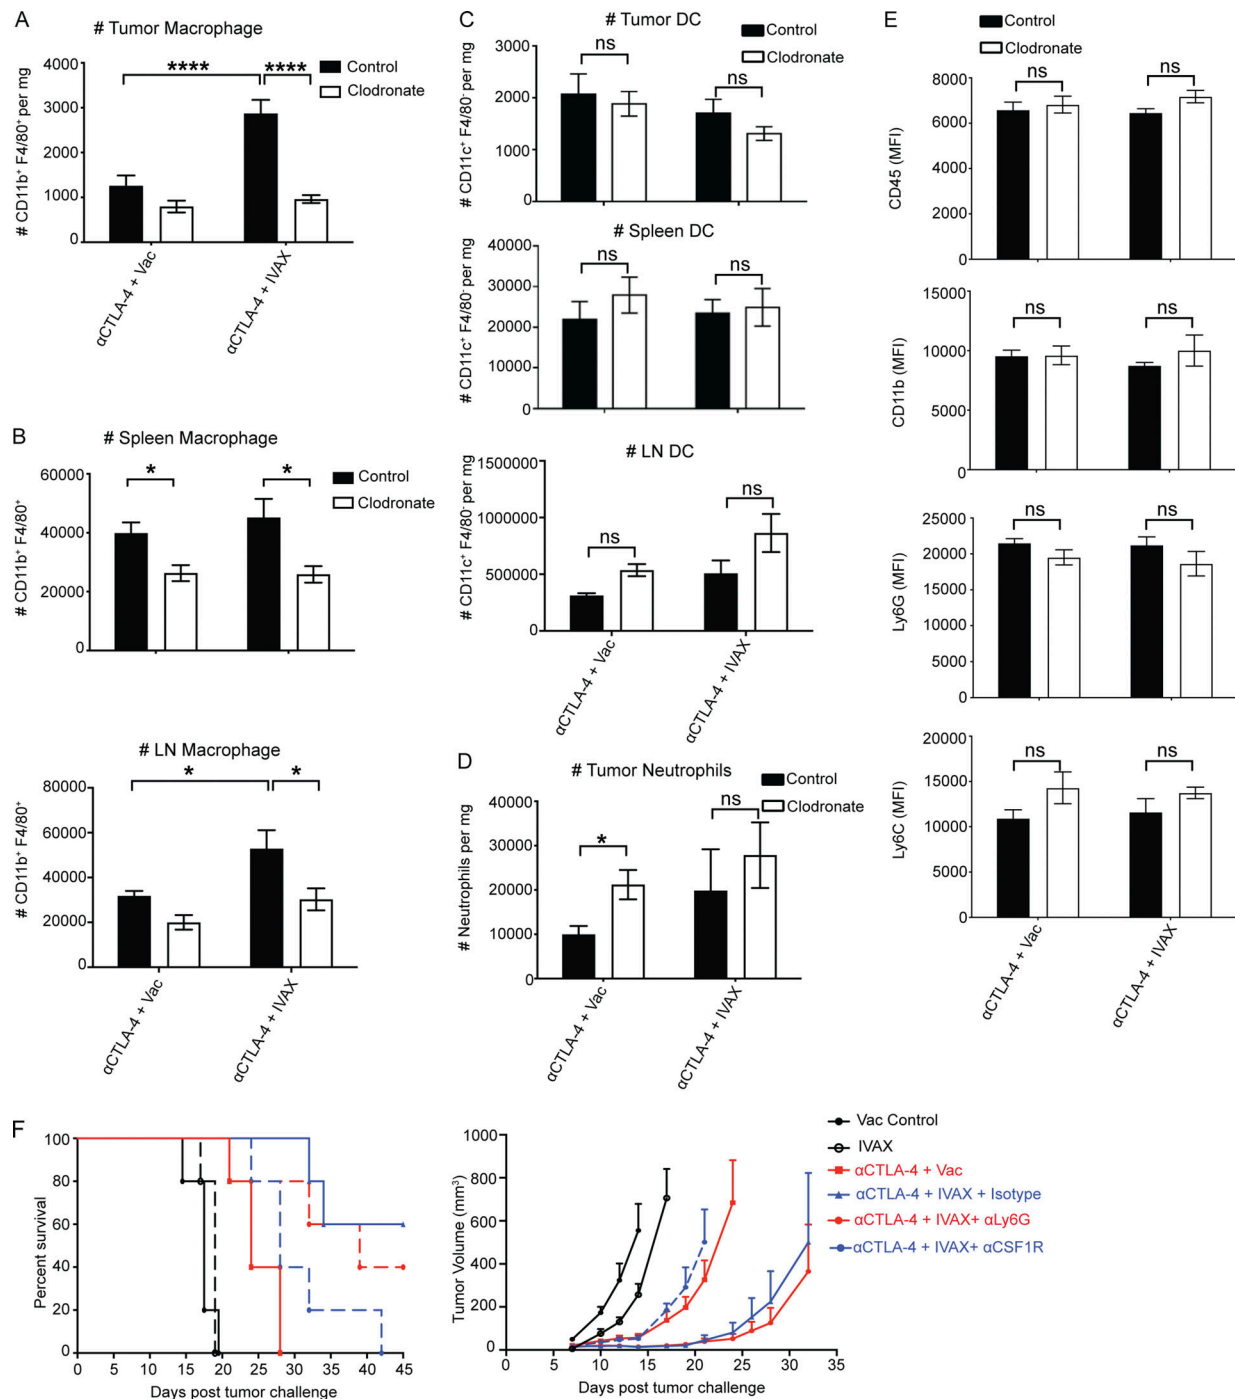 A
# Tumor Macrophage
# CD11b⁺ F4/80⁺ per mg
4000
3000
2000
1000
0
****
****
Control
Clodronate
αCTLA-4 + Vac
αCTLA-4 + IVAX
B
# Spleen Macrophage
# CD11b⁺ F4/80⁺
60000
40000
20000
0
*
*
Control
Clodronate
# LN Macrophage
# CD11b⁺ F4/80⁺
80000
60000
40000
20000
0
*
*
αCTLA-4 + Vac
αCTLA-4 + IVAX
C
# Tumor DC
# CD11c⁺ F4/80⁻ per mg
3000
2000
1000
0
ns
ns
Control
Clodronate
# Spleen DC
# CD11c⁺ F4/80⁻ per mg
40000
30000
20000
10000
0
ns
ns
# LN DC
# CD11c⁺ F4/80⁻ per mg
1500000
1000000
500000
0
ns
ns
αCTLA-4 + Vac
αCTLA-4 + IVAX
D
# Tumor Neutrophils
# Neutrophils per mg
40000
30000
20000
10000
0
*
ns
Control
Clodronate
αCTLA-4 + Vac
αCTLA-4 + IVAX
E
Control
Clodronate
CD45 (MFI)
8000
6000
4000
2000
0
ns
ns
CD11b (MFI)
15000
10000
5000
0
ns
ns
Ly6G (MFI)
25000
20000
15000
10000
5000
0
ns
ns
Ly6C (MFI)
20000
15000
10000
5000
0
ns
ns
αCTLA-4 + Vac
αCTLA-4 + IVAX
F
Percent survival
100
80
60
40
20
0
0 7 14 21 28 35 45
Days post tumor challenge
Tumor Volume (mm³)
1000
800
600
400
200
0
0 5 10 15 20 25 30 35
Days post tumor challenge
Vac Control
IVAX
αCTLA-4 + Vac
αCTLA-4 + IVAX + Isotype
αCTLA-4 + IVAX+ αLy6G
αCTLA-4 + IVAX+ αCSF1R